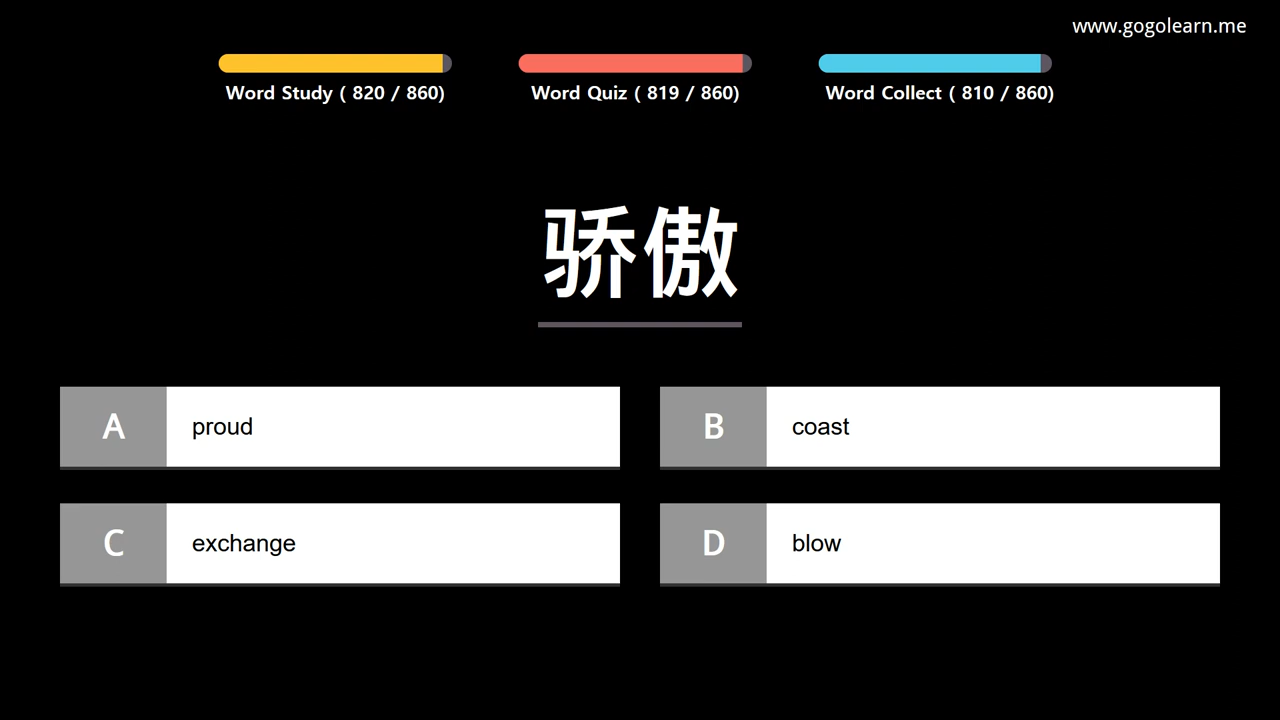 www.gogolearn.me
Word Study ( 820 / 860)
Word Quiz ( 819 / 860)
Word Collect ( 810 / 860)
骄傲
A proud
B coast
C exchange
D blow